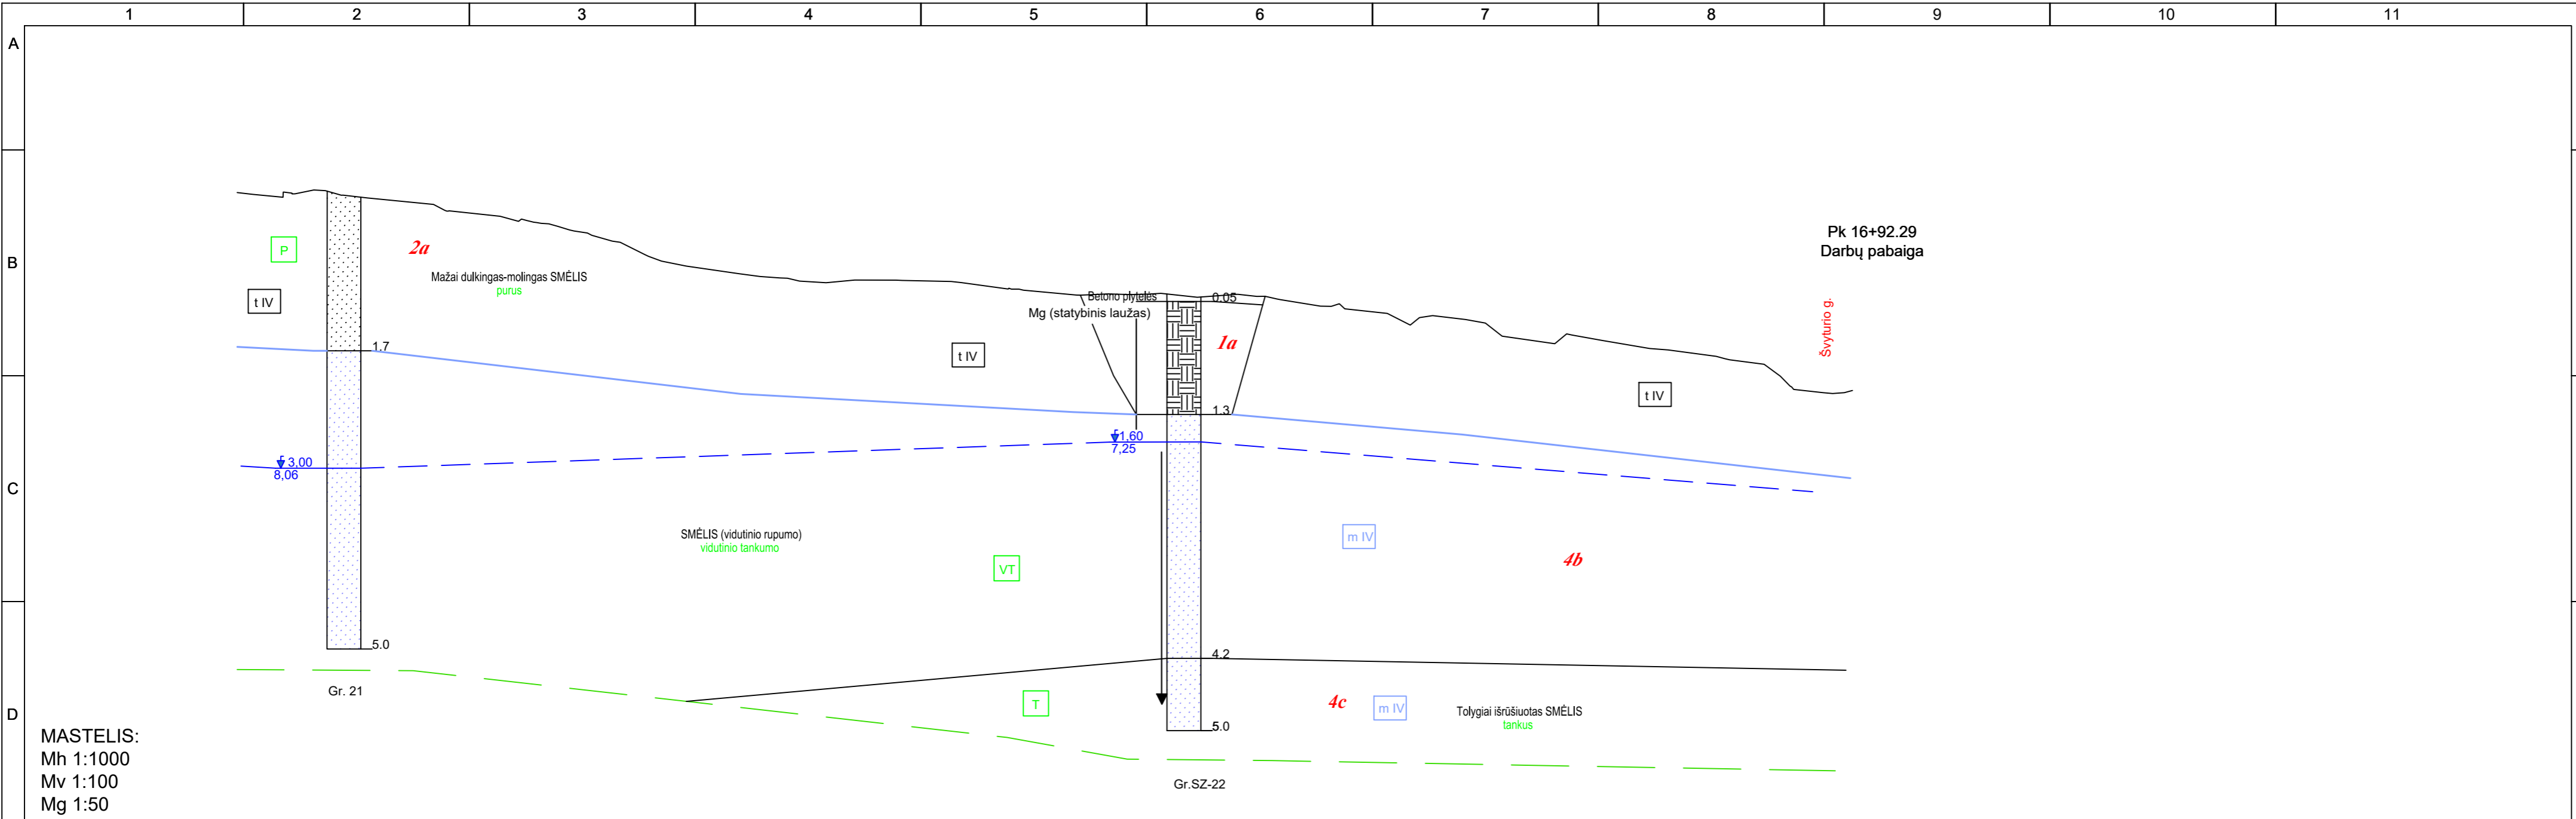 1 2 3 4 5 6 7 8 9 10 11
A
B
C
D
Pk 16+92.29
Darbų pabaiga
Švyturio g.
P
2a
t IV
Mažai dulkingas-molingas SMĖLIS
purus
1.7
Betono plytelės
Mg (statybinis laužas)
0.05
1a
t IV
t IV
1.3
3,00
8,06
1,60
7,25
SMĖLIS (vidutinio rupumo)
vidutinio tankumo
VT
m IV
4b
5.0
4.2
Gr. 21
T
4c
m IV
Tolygiai išrūšiuotas SMĖLIS
tankus
5.0
Gr.SZ-22
MASTELIS:
Mh 1:1000
Mv 1:100
Mg 1:50